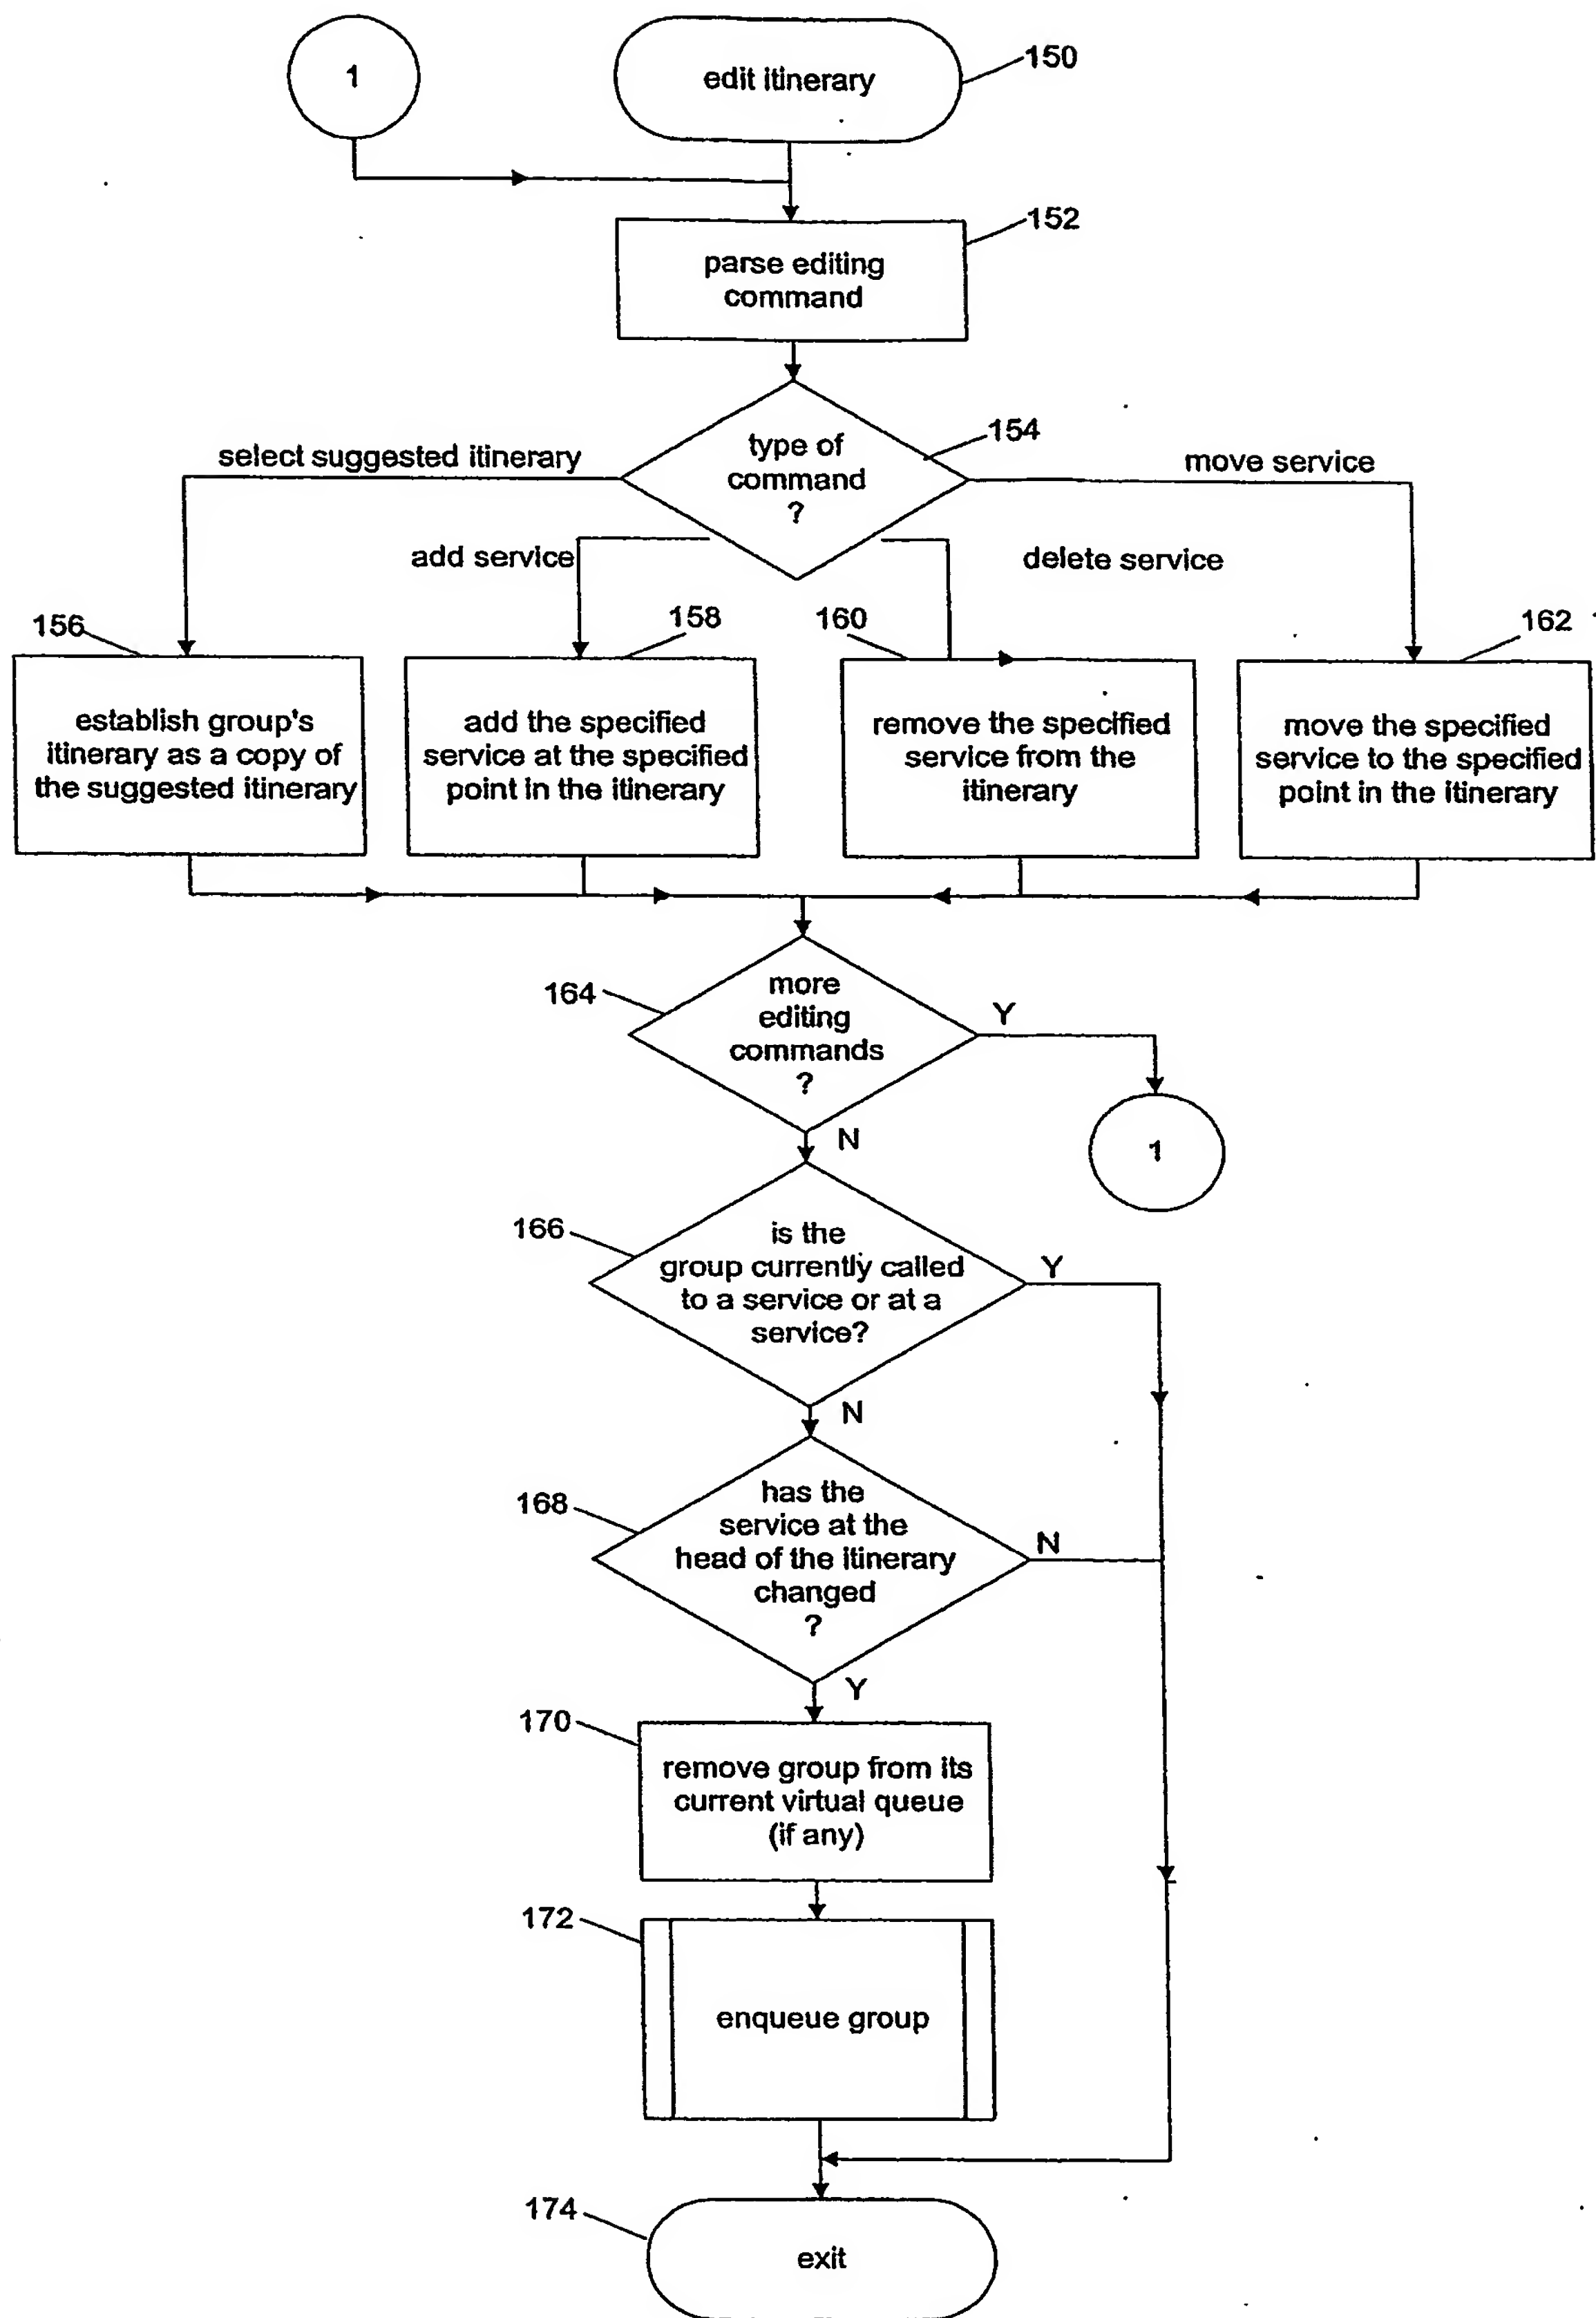 1
edit itinerary
150
152
parse editing
command
154
type of
command
?
select suggested itinerary
move service
add service
delete service
156
158
160
162
establish group's
itinerary as a copy of
the suggested itinerary
add the specified
service at the specified
point in the itinerary
remove the specified
service from the
itinerary
move the specified
service to the specified
point in the itinerary
164
more
editing
commands
?
Y
N
1
166
is the
group currently called
to a service or at a
service?
Y
N
168
has the
service at the
head of the itinerary
changed
?
N
Y
170
remove group from its
current virtual queue
(if any)
172
enqueue group
174
exit